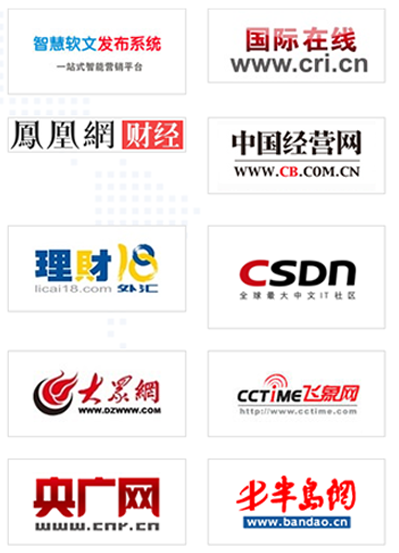 智慧软文发布系统
一站式智能营销平台
国际在线
www.cri.cn
鳳凰網财经
中国经营网
WWW.CB.COM.CN
理财18
licai18.com 外汇
CSDN
全球最大中文IT社区
大眾網
WWW.DZWWW.COM
CCTIME飞象网
http://www.cctime.com
央广网
www.cnr.cn
半岛網
www.bandao.cn